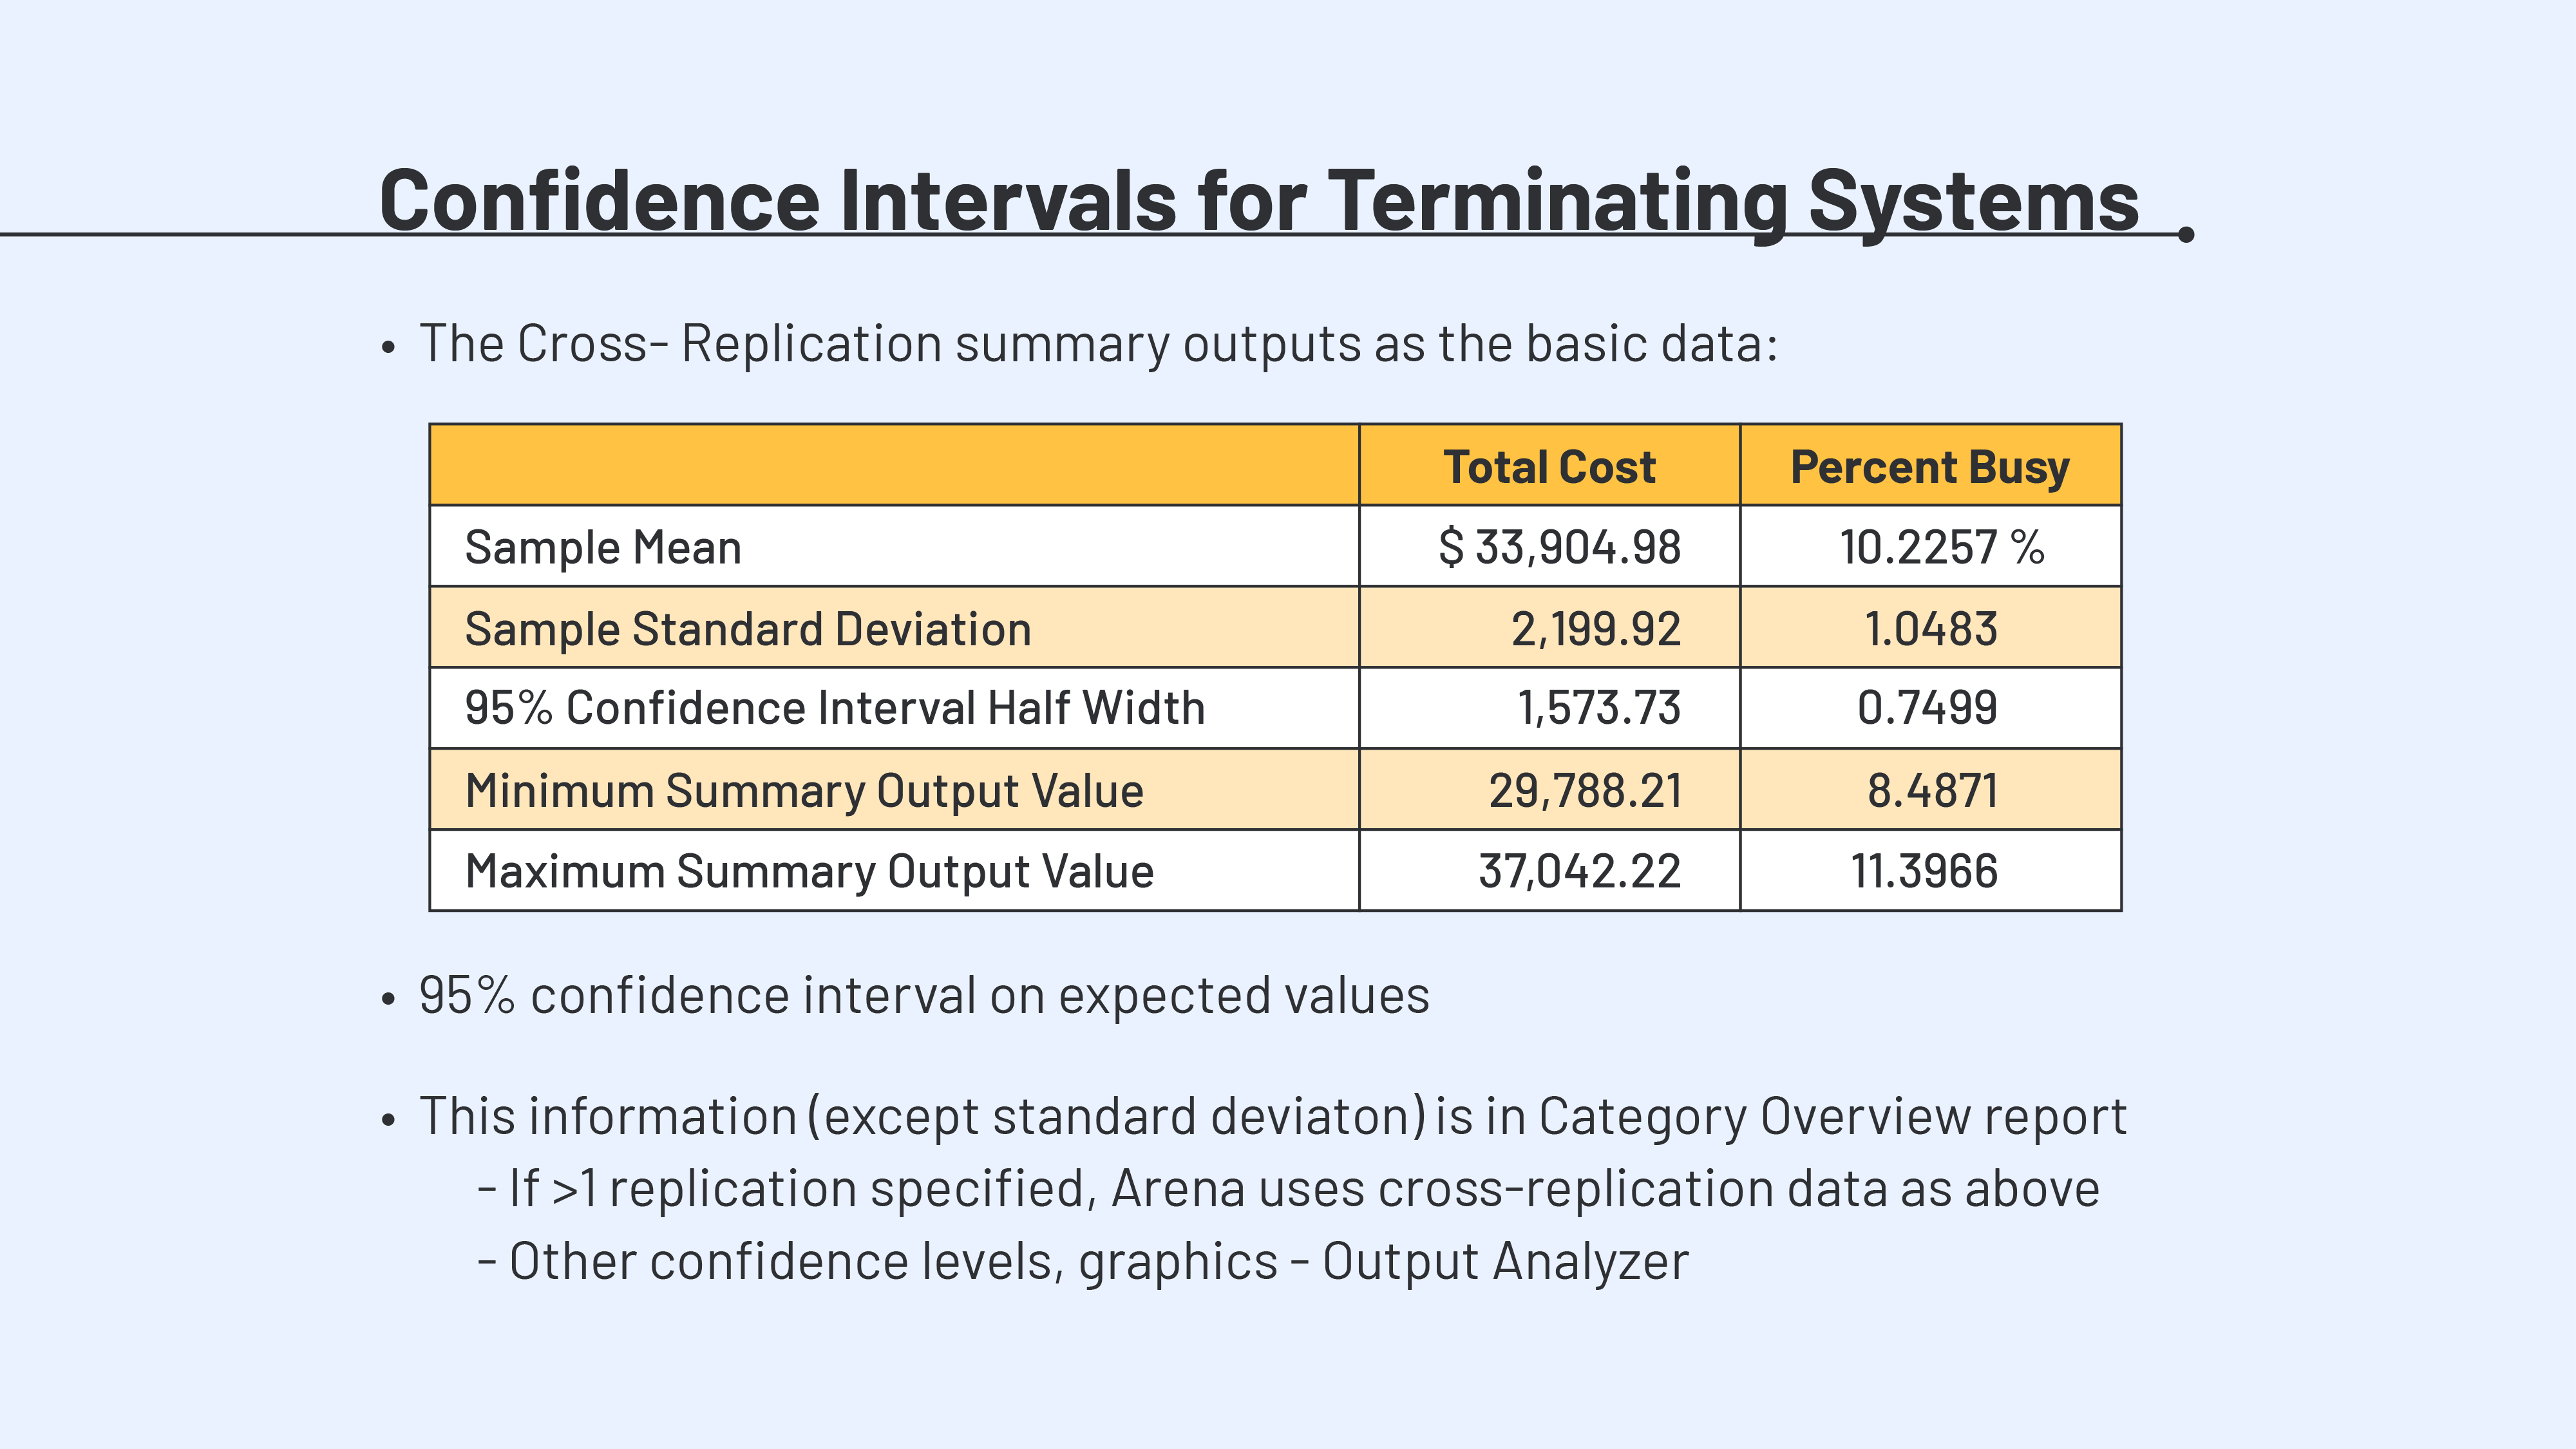 Confidence Intervals for Terminating Systems
• The Cross- Replication summary outputs as the basic data:
Total Cost Percent Busy
Sample Mean $ 33,904.98 10.2257 %
Sample Standard Deviation 2,199.92 1.0483
95% Confidence Interval Half Width 1,573.73 0.7499
Minimum Summary Output Value 29,788.21 8.4871
Maximum Summary Output Value 37,042.22 11.3966
• 95% confidence interval on expected values
• This information (except standard deviaton) is in Category Overview report
- If >1 replication specified, Arena uses cross-replication data as above
- Other confidence levels, graphics - Output Analyzer